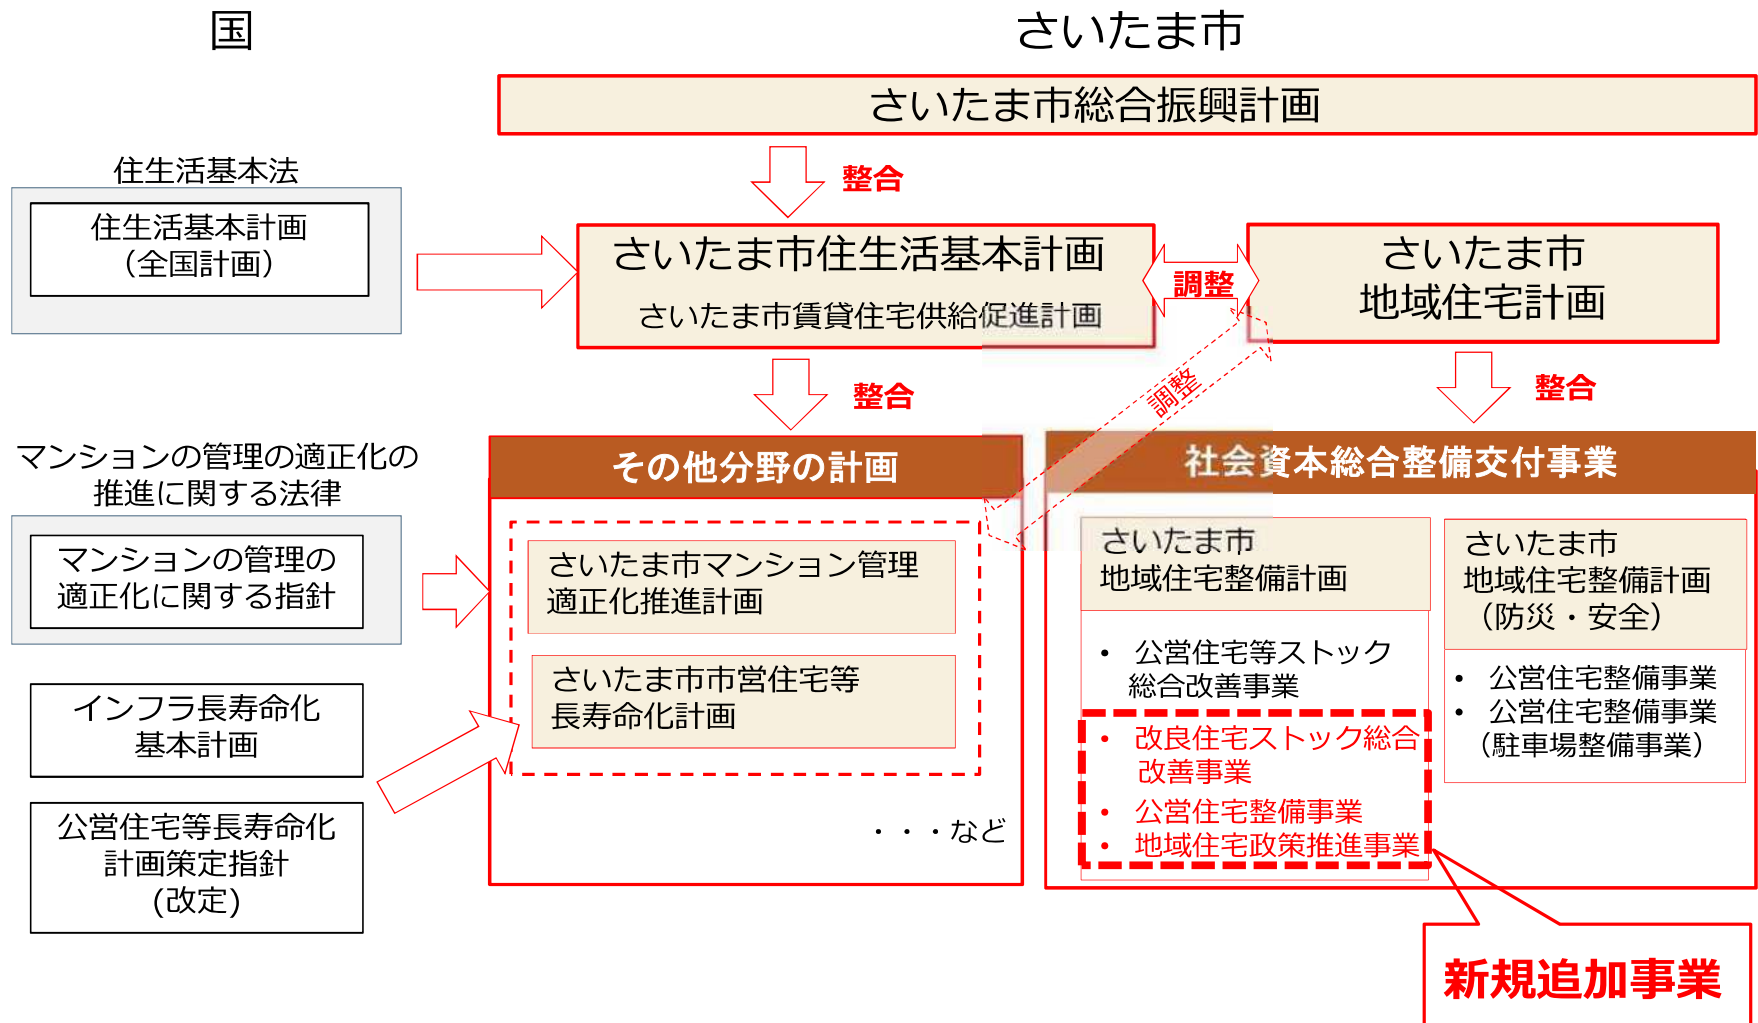 国
さいたま市
さいたま市総合振興計画
整合
住生活基本法
住生活基本計画
（全国計画）
さいたま市住生活基本計画
さいたま市賃貸住宅供給促進計画
調整
さいたま市
地域住宅計画
整合
調整
整合
マンションの管理の適正化の
推進に関する法律
マンションの管理の
適正化に関する指針
インフラ長寿命化
基本計画
公営住宅等長寿命化
計画策定指針
(改定)
その他分野の計画
さいたま市マンション管理
適正化推進計画
さいたま市市営住宅等
長寿命化計画
・・・など
社会資本総合整備交付事業
さいたま市
地域住宅整備計画
• 公営住宅等ストック
総合改善事業
• 改良住宅ストック総合
改善事業
• 公営住宅整備事業
• 地域住宅政策推進事業
さいたま市
地域住宅整備計画
（防災・安全）
• 公営住宅整備事業
• 公営住宅整備事業
（駐車場整備事業）
新規追加事業